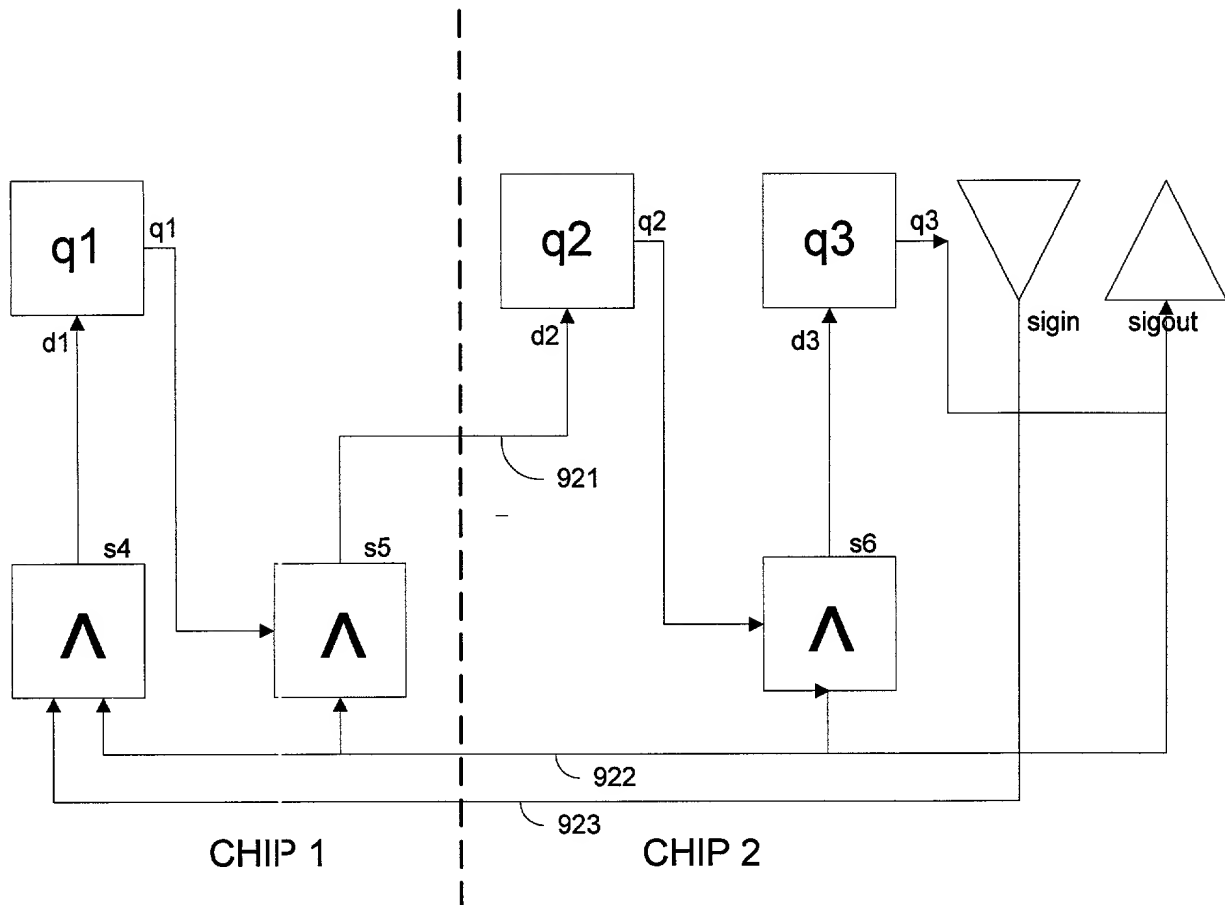 q1
q1
d1
q2
q2
d2
q3
q3
d3
sigin
sigout
921
s4
Λ
s5
Λ
s6
Λ
922
923
CHIP 1
CHIP 2